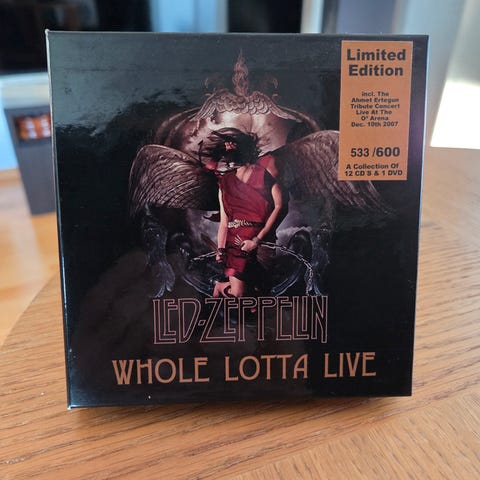 Limited
Edition
incl. The
Ahmet Ertegun
Tribute Concert
Live At The
O² Arena
Dec. 10th 2007
533 /600
A Collection Of
12 CD S & 1 DVD
LED-ZEPPELIN
WHOLE LOTTA LIVE